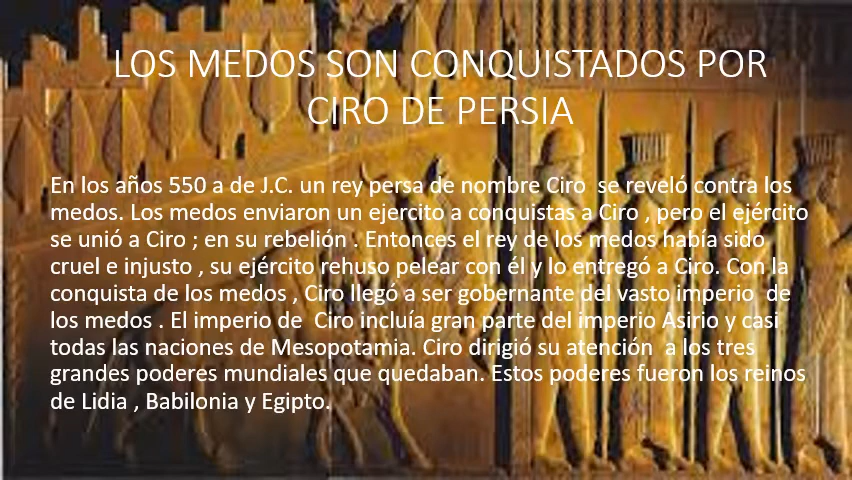 LOS MEDOS SON CONQUISTADOS POR
CIRO DE PERSIA
En los años 550 a de J.C. un rey persa de nombre Ciro se reveló contra los
medos. Los medos enviaron un ejercito a conquistas a Ciro , pero el ejército
se unió a Ciro ; en su rebelión . Entonces el rey de los medos había sido
cruel e injusto , su ejército rehuso pelear con él y lo entregó a Ciro. Con la
conquista de los medos , Ciro llegó a ser gobernante del vasto imperio de
los medos . El imperio de Ciro incluía gran parte del imperio Asirio y casi
todas las naciones de Mesopotamia. Ciro dirigió su atención a los tres
grandes poderes mundiales que quedaban. Estos poderes fueron los reinos
de Lidia , Babilonia y Egipto.